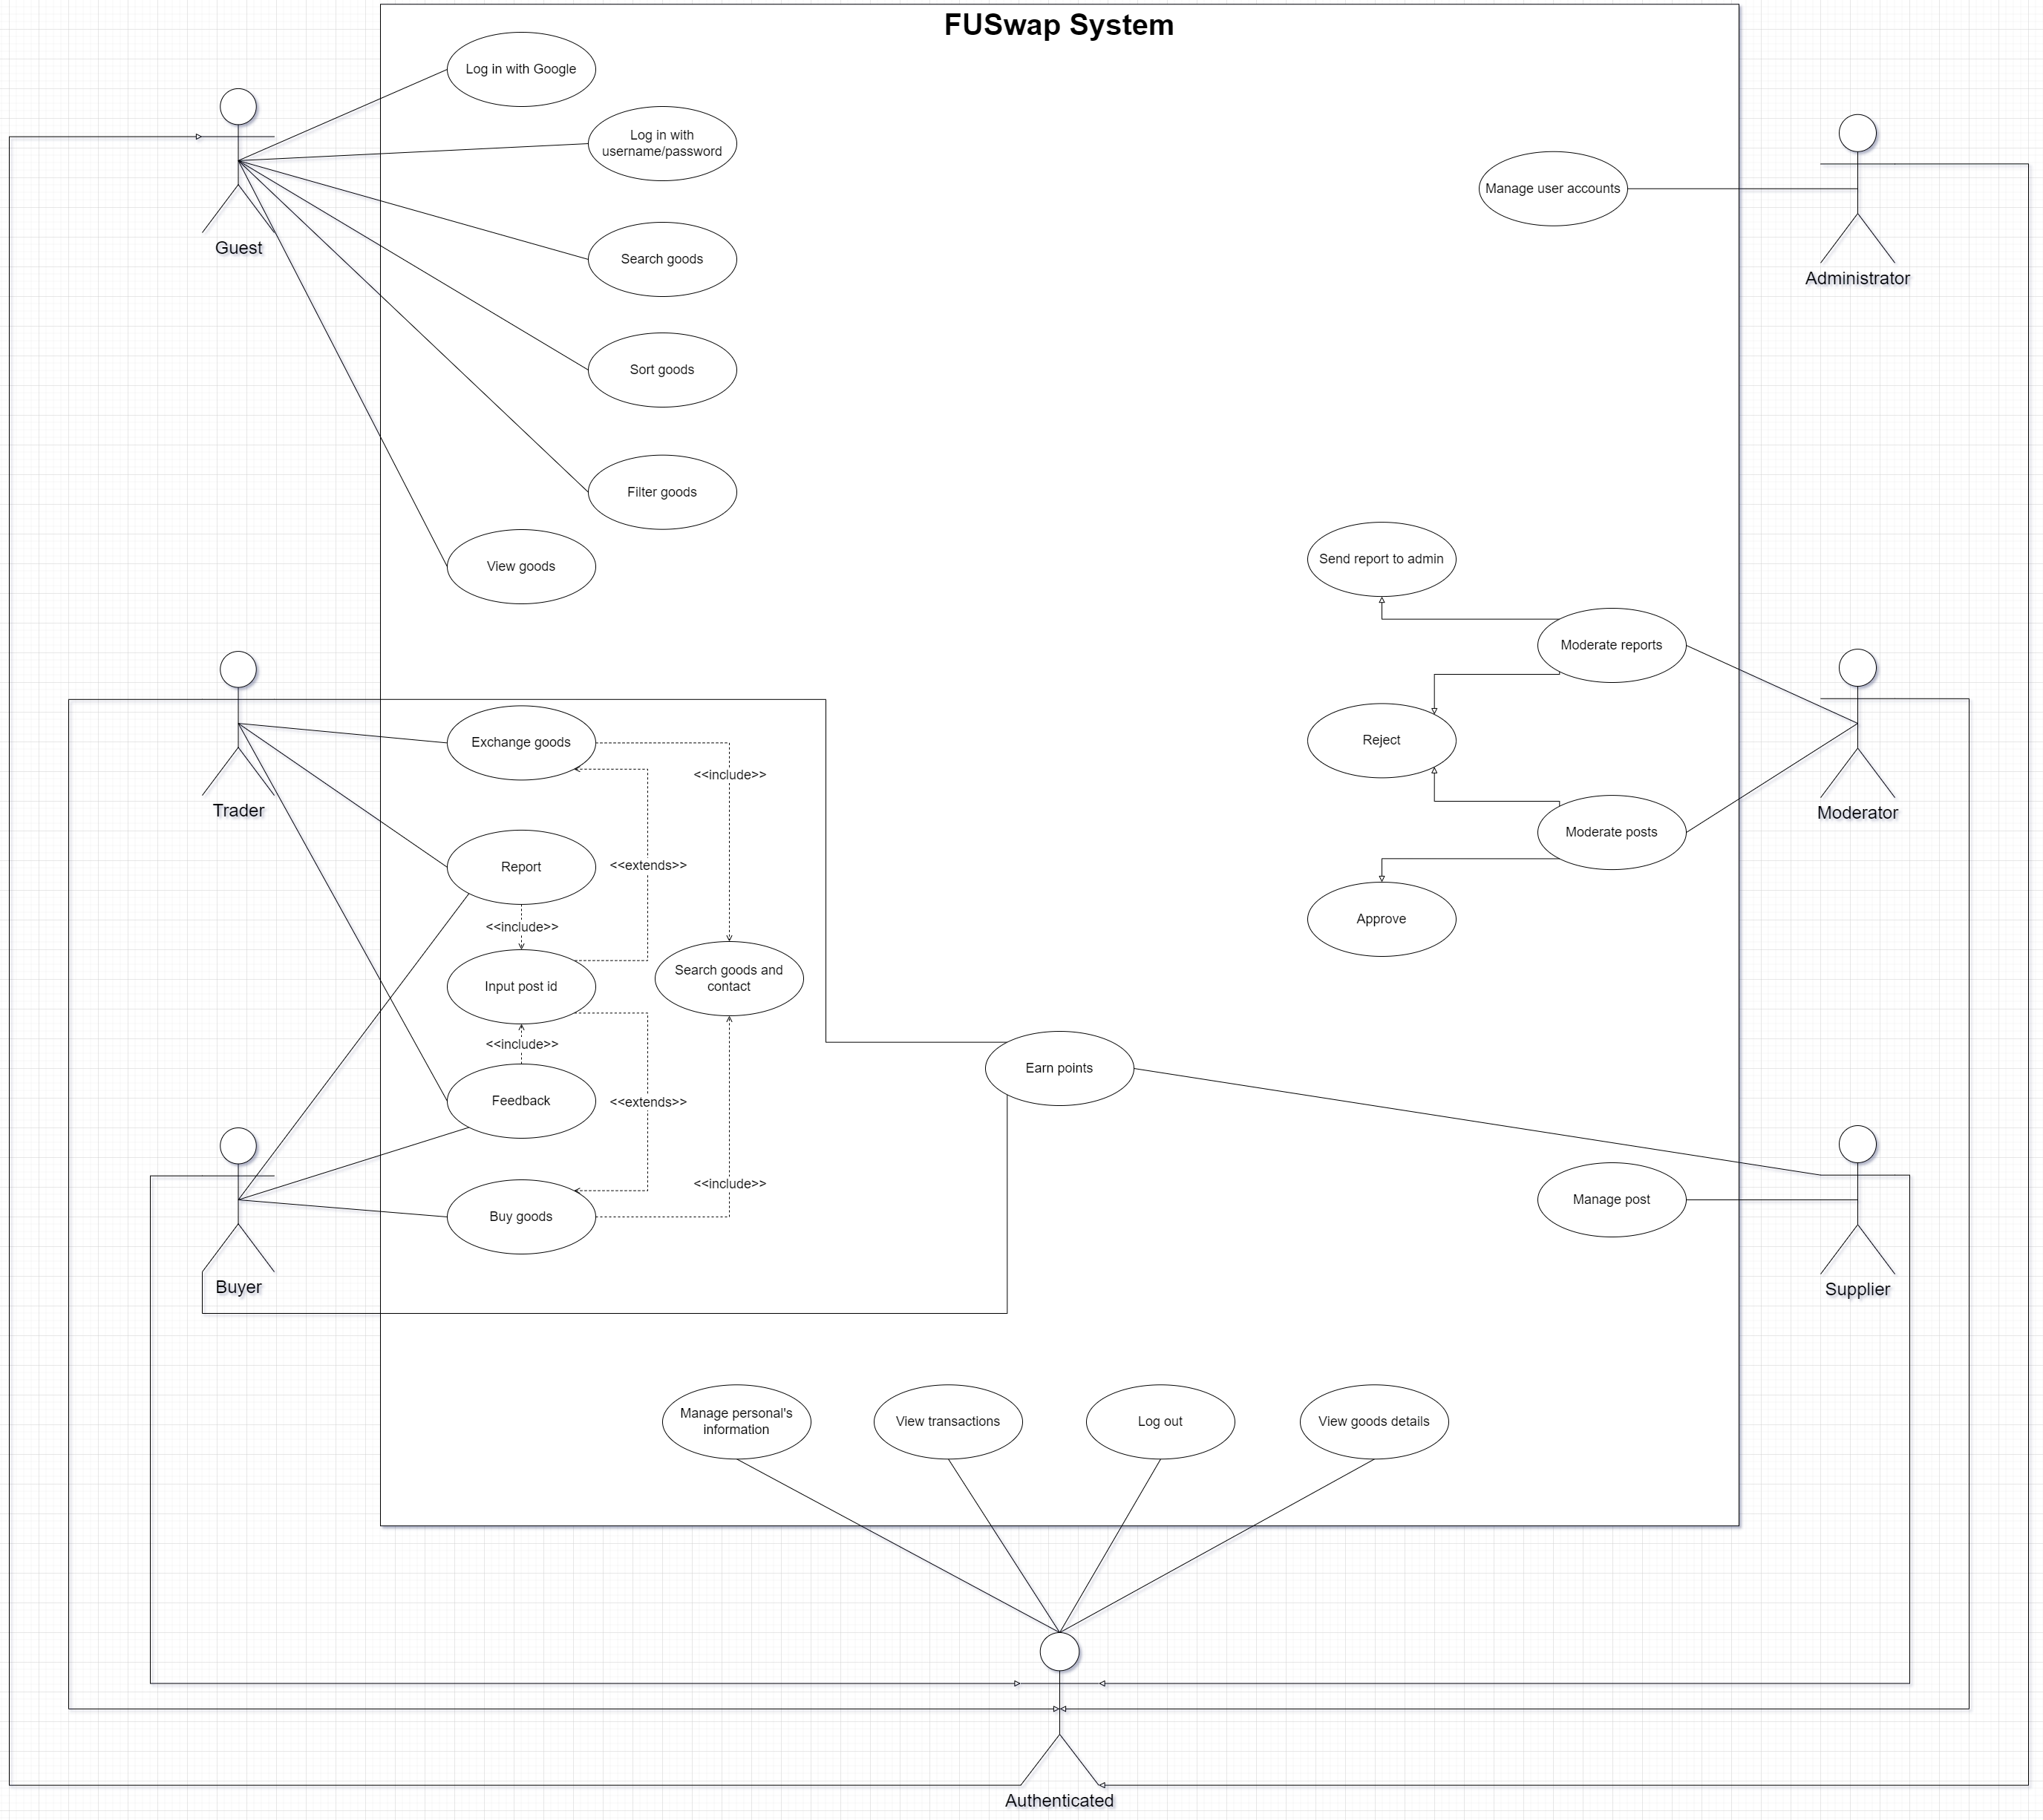 FUSwap System
Log in with Google
Log in with
username/password
Manage user accounts
Guest
Search goods
Administrator
Sort goods
Filter goods
View goods
Send report to admin
Moderate reports
Exchange goods
Reject
<<include>>
Trader
Moderator
Moderate posts
Report
<<extends>>
Approve
<<include>>
Search goods and
contact
Input post id
<<include>>
Earn points
Feedback
<<extends>>
<<include>>
Manage post
Buy goods
Buyer
Supplier
Manage personal's
information
View transactions
Log out
View goods details
Authenticated